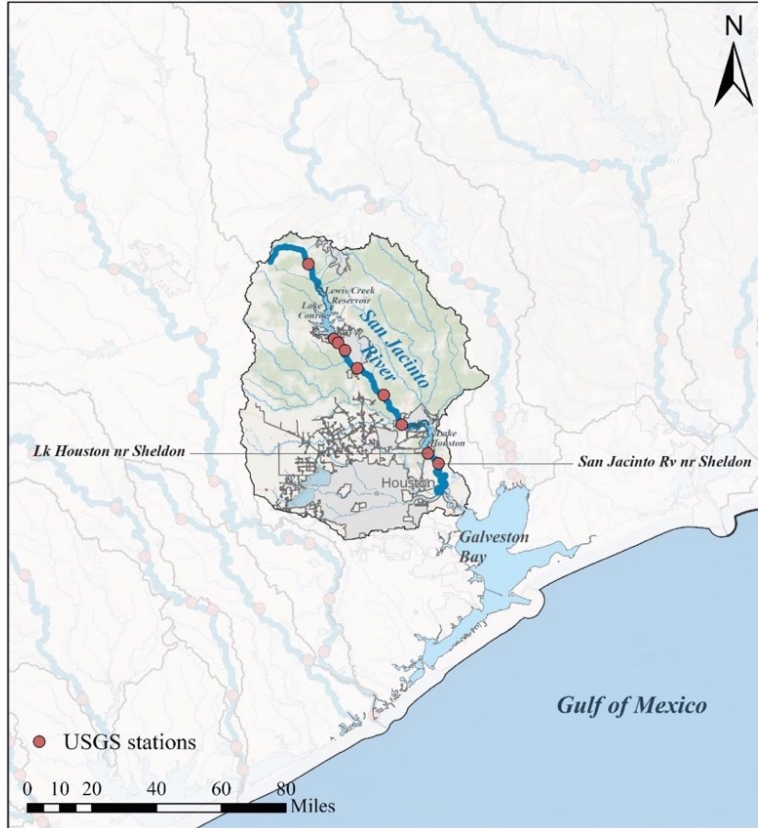 N
Lewis Creek
Reservoir
Lake
Conroe
San Jacinto
River
Lake
Houston
Lk Houston nr Sheldon
San Jacinto Rv nr Sheldon
Houston
Galveston
Bay
Gulf of Mexico
USGS stations
0 10 20 40 60 80
Miles